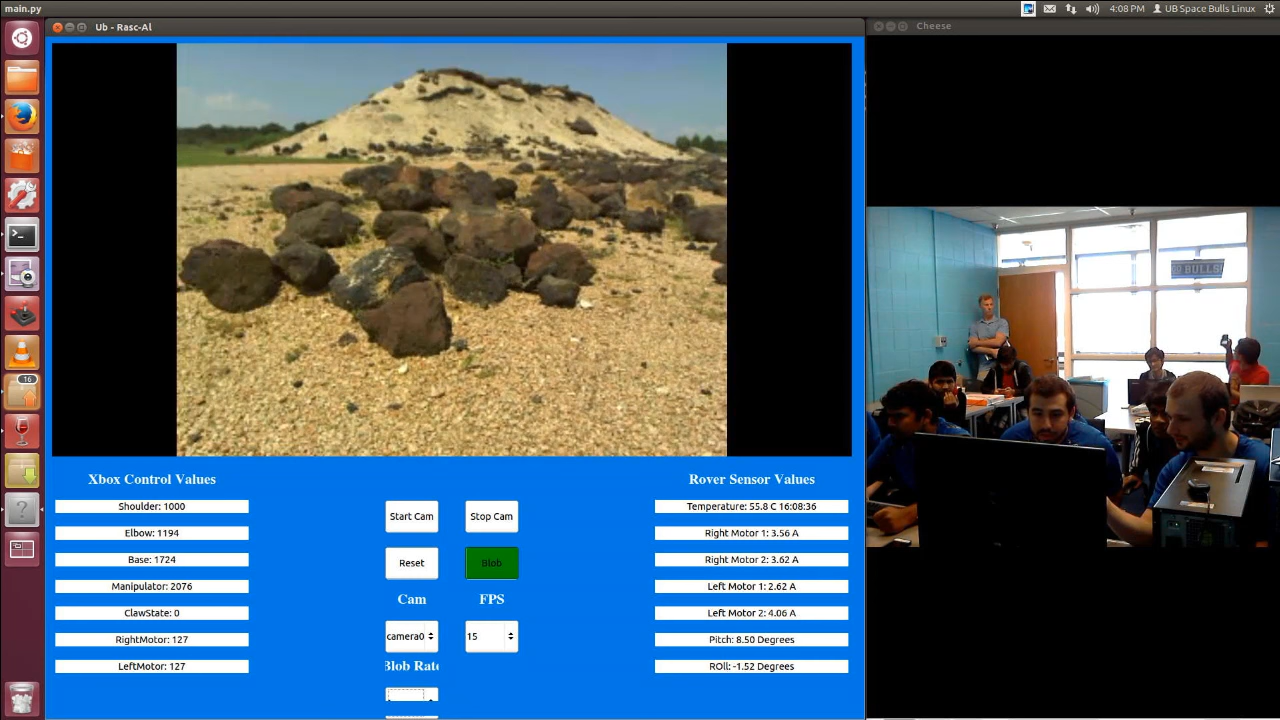 main.py
4:08 PM
UB Space Bulls Linux
Ub - Rasc-Al
Cheese
BULLS
16
Xbox Control Values
Shoulder: 1000
Elbow: 1194
Base: 1724
Manipulator: 2076
ClawState: 0
RightMotor: 127
LeftMotor: 127
Start Cam
Stop Cam
Reset
Blob
Cam
FPS
camera0
15
Blob Rate
Rover Sensor Values
Temperature: 55.8 C 16:08:36
Right Motor 1: 3.56 A
Right Motor 2: 3.62 A
Left Motor 1: 2.62 A
Left Motor 2: 4.06 A
Pitch: 8.50 Degrees
ROll: -1.52 Degrees